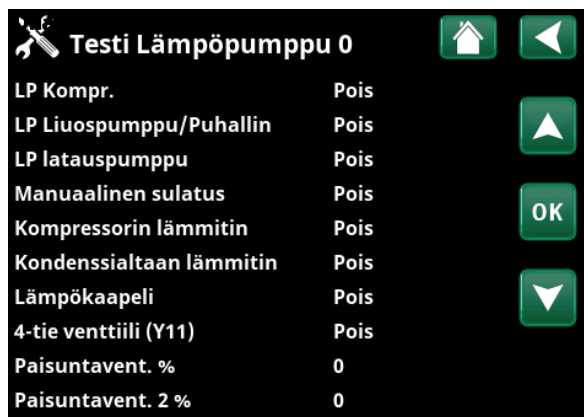 Testi Lämpöpumppu 0
LP Kompr. Pois
LP Liuospumppu/Puhallin Pois
LP latauspumppu Pois
Manuaalinen sulatus Pois
OK
Kompressorin lämmitin Pois
Kondenssialtaan lämmitin Pois
Lämpökaapeli Pois
4-tie venttiili (Y11) Pois
Paisuntavent. % 0
Paisuntavent. 2 % 0